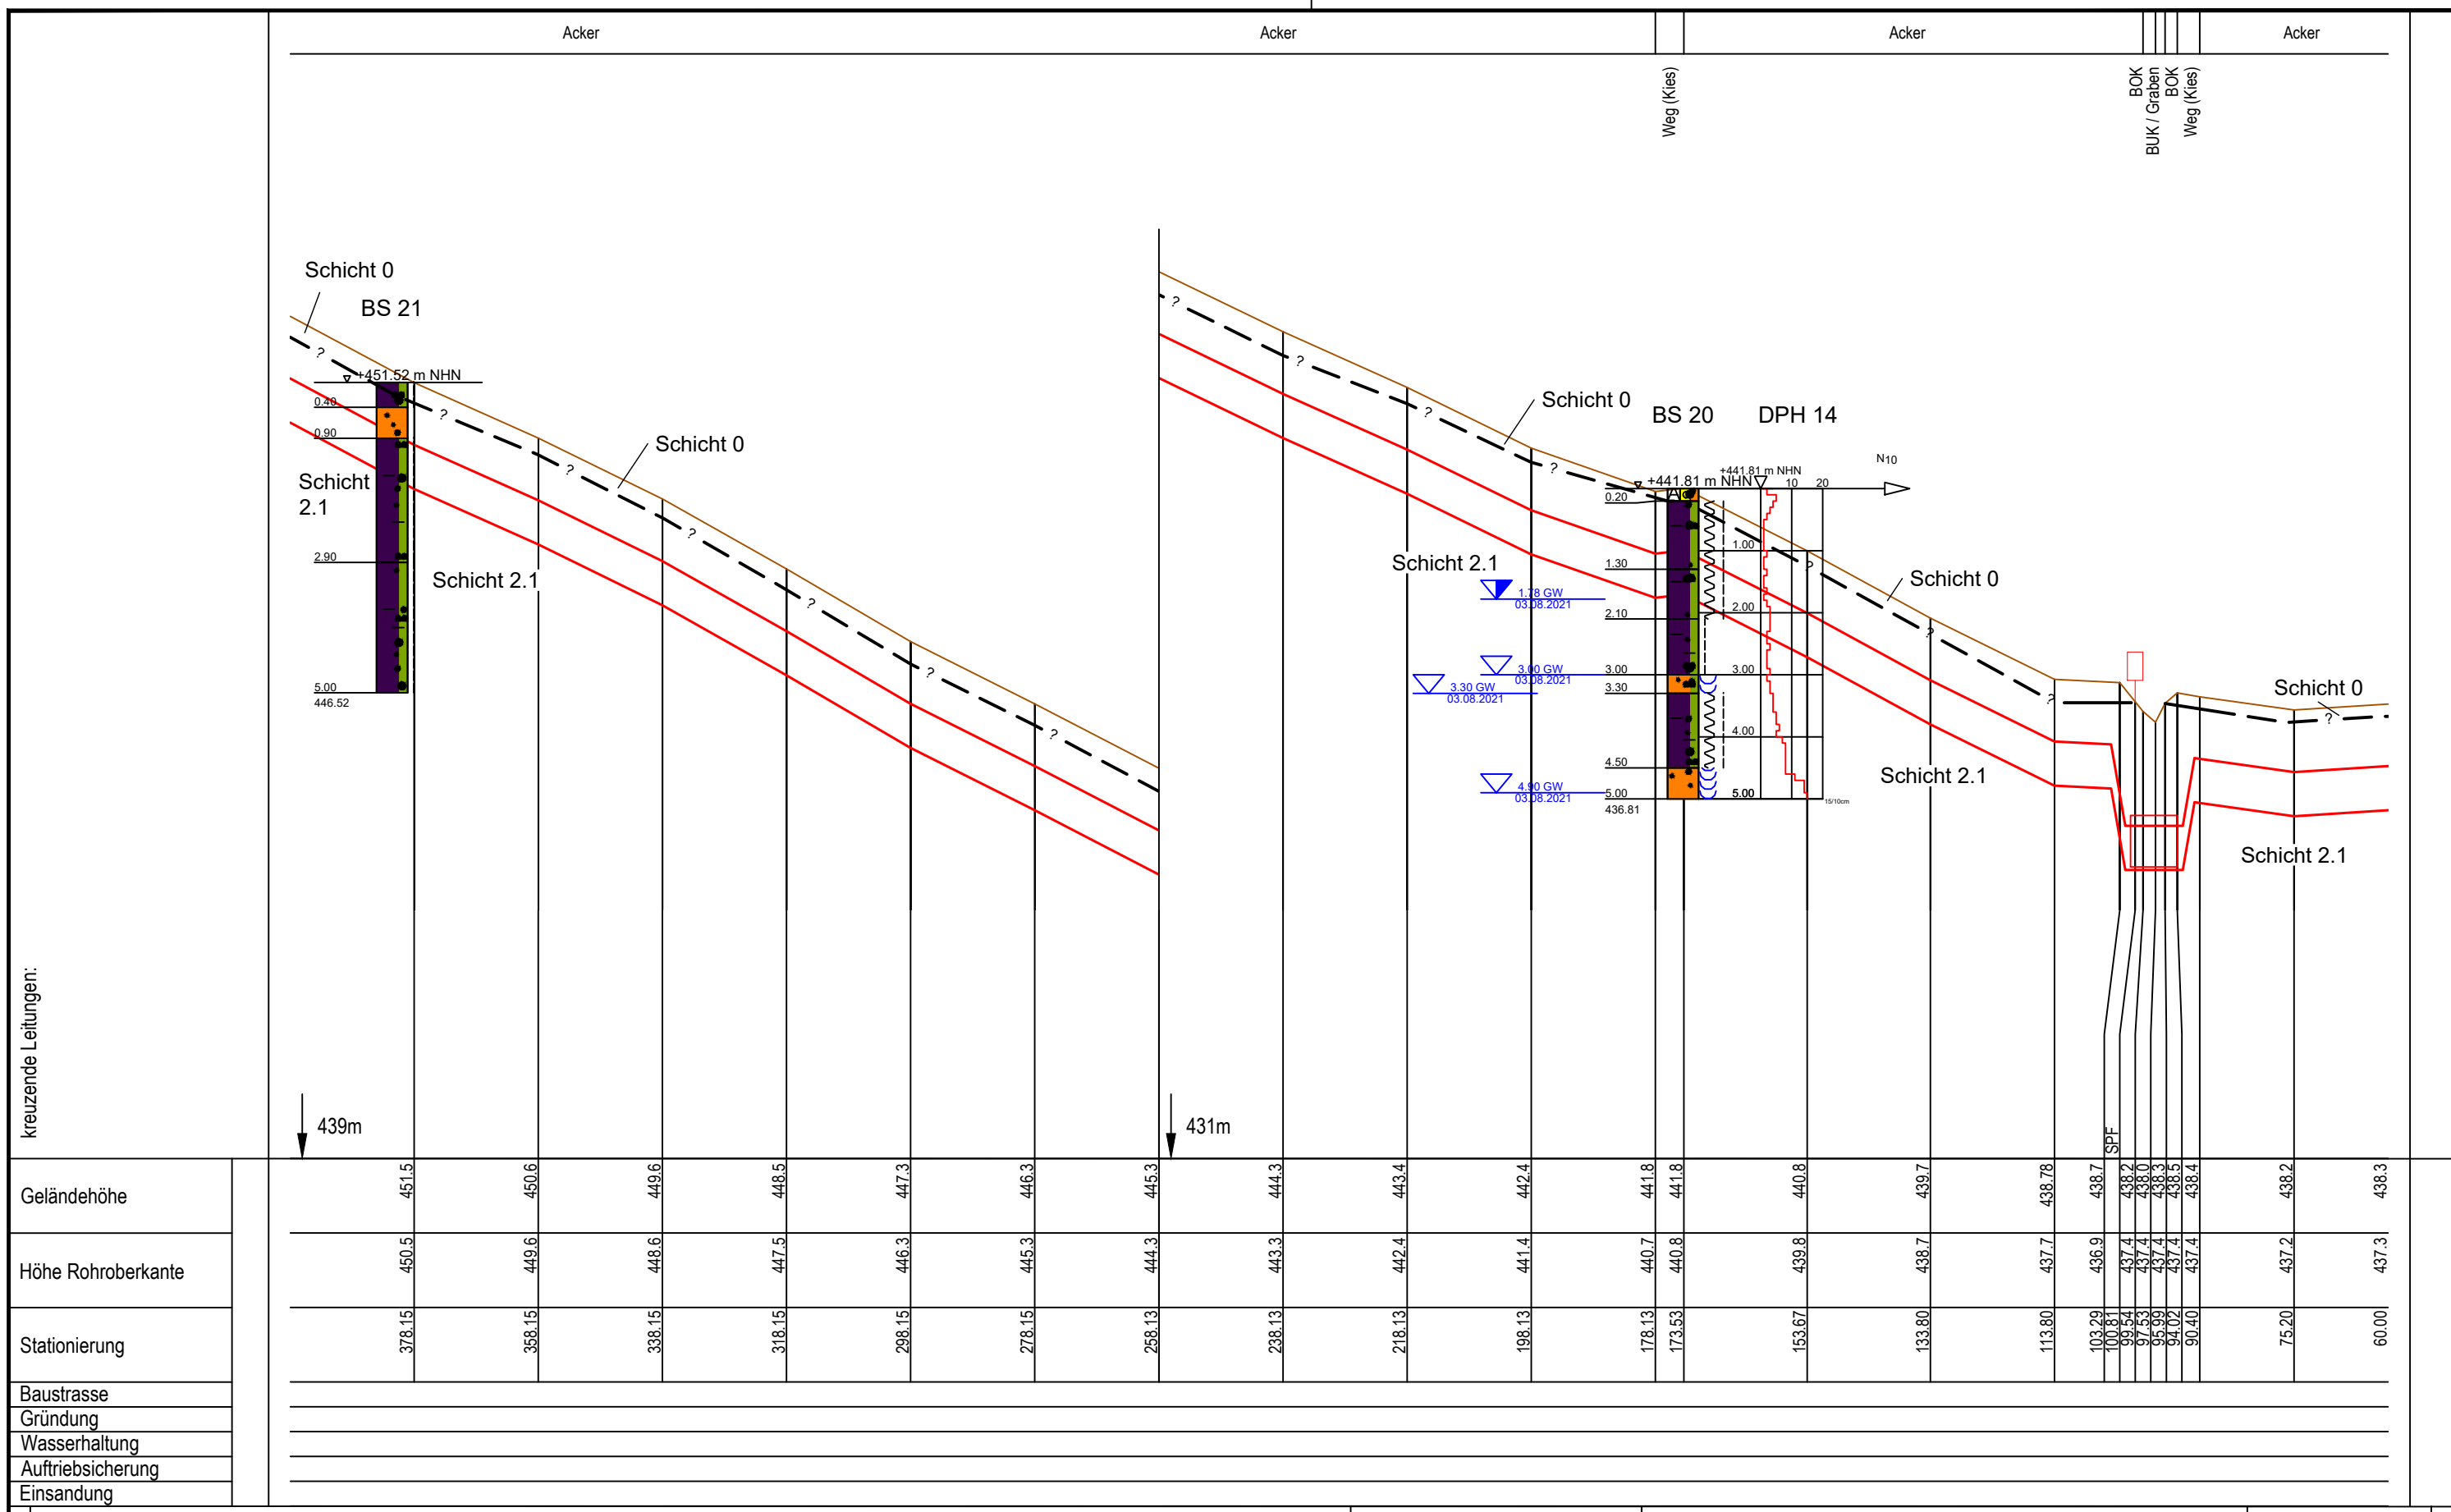 Acker
Acker
Acker
Acker
Weg (Kies)
BOK
BUK / Graben
BOK
Weg (Kies)
Schicht 0
BS 21
+451.52 m NHN
0.40
0.90
Schicht
2.1
2.90
5.00
446.52
Schicht 2.1
Schicht 0
? ? ? ? ? ? ?
? ? ? ? ? ? ? ?
Schicht 0
BS 20
DPH 14
+441.81 m NHN
+441.81 m NHN
N10
10 20
A
0.20
1.30
2.10
3.00
3.30
4.50
5.00
436.81
1.00
2.00
3.00
4.00
5.00
15/10cm
Schicht 2.1
1.78 GW
03.08.2021
3.00 GW
03.08.2021
3.30 GW
03.08.2021
4.90 GW
03.08.2021
Schicht 0
Schicht 2.1
Schicht 0
Schicht 2.1
kreuzende Leitungen:
439m
431m
SPF
Geländehöhe
451.5 450.6 449.6 448.5 447.3 446.3 445.3 444.3 443.4 442.4 441.8 441.8 440.8 439.7 438.78 438.7 438.2 438.0 438.3 438.5 438.4 438.2 438.3
Höhe Rohroberkante
450.5 449.6 448.6 447.5 446.3 445.3 444.3 443.3 442.4 441.4 440.7 440.8 439.8 438.7 437.7 436.9 437.4 437.4 437.4 437.4 437.4 437.2 437.3
Stationierung
378.15 358.15 338.15 318.15 298.15 278.15 258.13 238.13 218.13 198.13 178.13 173.53 153.67 133.80 113.80 103.29 100.81 99.54 97.53 95.99 94.02 90.40 75.20 60.00
Baustrasse
Gründung
Wasserhaltung
Auftriebsicherung
Einsandung